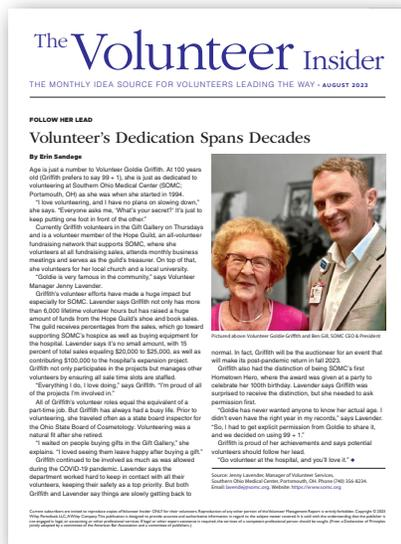 The Volunteer Insider
THE MONTHLY IDEA SOURCE FOR VOLUNTEERS LEADING THE WAY • AUGUST 2023
FOLLOW HER LEAD
Volunteer's Dedication Spans Decades
By Erin Sandage
Age is just a number to Volunteer Goldie Griffith. At 100 years
old (Griffith prefers to say 99 + 1), she is just as dedicated to
volunteering at Southern Ohio Medical Center (SOMC;
Portsmouth, OH) as she was when she started in 1994.
"I love volunteering, and I have no plans on slowing down,"
she says. "Everyone asks me, 'What's your secret?' It's just to
keep putting one foot in front of the other."
Currently Griffith volunteers in the Gift Gallery on Thursdays
and is a volunteer member of the Hope Guild, an all-volunteer
fundraising network that supports SOMC, where she
volunteers at all fundraising sales, attends monthly business
meetings and serves as the guild's treasurer. On top of that,
she volunteers for her local church and a local university.
"Goldie is very famous in the community," says Volunteer
Manager Jenny Lavender.
Griffith's volunteer efforts have made a huge impact but
especially for SOMC. Lavender says Griffith not only has more
than 6,000 lifetime volunteer hours but has raised a huge
amount of funds from the Hope Guild's shoe and book sales.
The guild receives percentages from the sales, which go toward
supporting SOMC's hospice as well as buying equipment for
the hospital. Lavender says it's no small amount, with 15
percent of total sales equaling $20,000 to $25,000, as well as
contributing $100,000 to the hospital's expansion project.
Griffith not only participates in the projects but manages other
volunteers by ensuring all sale time slots are staffed.
"Everything I do, I love doing," says Griffith. "I'm proud of all
of the projects I'm involved in."
All of Griffith's volunteer roles equal the equivalent of a
part-time job. But Griffith has always had a busy life. Prior to
volunteering, she traveled often as a state board inspector for
the Ohio State Board of Cosmetology. Volunteering was a
natural fit after she retired.
"I waited on people buying gifts in the Gift Gallery," she
explains. "I loved seeing them leave happy after buying a gift."
Griffith continued to be involved as much as was allowed
during the COVID-19 pandemic. Lavender says the
department worked hard to keep in contact with all their
volunteers, keeping their safety as a top priority. But both
Griffith and Lavender say things are slowly getting back to
Pictured above Volunteer Goldie Griffith and Ben Gill, SOMC CEO & President
normal. In fact, Griffith will be the auctioneer for an event that
will make its post-pandemic return in fall 2023.
Griffith also had the distinction of being SOMC's first
Hometown Hero, where the award was given at a party to
celebrate her 100th birthday. Lavender says Griffith was
surprised to receive the distinction, but she needed to ask
permission first.
"Goldie has never wanted anyone to know her actual age. I
didn't even have the right year in my records," says Lavender.
"So, I had to get explicit permission from Goldie to share it,
and we decided on using 99 + 1."
Griffith is proud of her achievements and says potential
volunteers should follow her lead.
"Go volunteer at the hospital, and you'll love it." ◆
Source: Jenny Lavender, Manager of Volunteer Services,
Southern Ohio Medical Center, Portsmouth, OH. Phone (740) 356-8234.
Email: lavenderj@somc.org. Website: https://www.somc.org